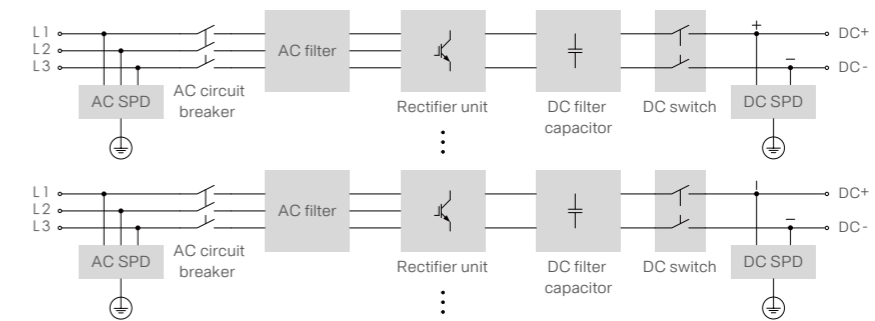 L1
L2
L3
AC SPD
AC circuit
breaker
AC filter
Rectifier unit
DC filter
capacitor
DC switch
+
−
DC SPD
DC+
DC-
L1
L2
L3
AC SPD
AC circuit
breaker
AC filter
Rectifier unit
DC filter
capacitor
DC switch
−
DC SPD
DC+
DC-